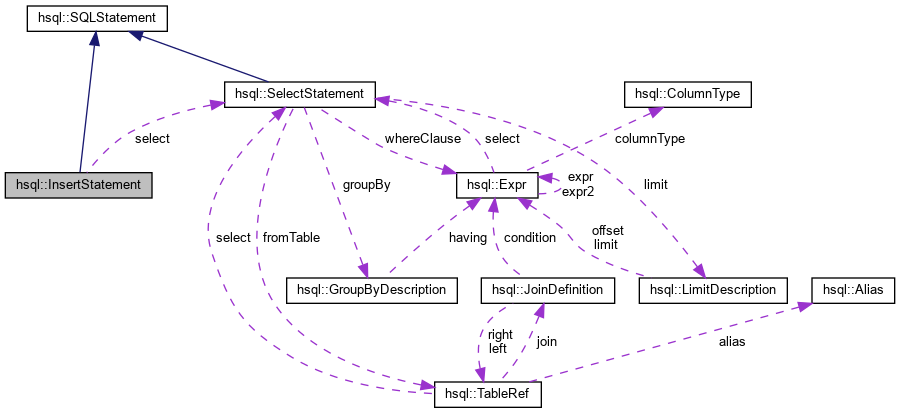 hsql::SQLStatement
hsql::SelectStatement
hsql::ColumnType
select
whereClause
select
columnType
hsql::InsertStatement
groupBy
hsql::Expr
expr
expr2
limit
select
fromTable
having
condition
offset
limit
hsql::GroupByDescription
hsql::JoinDefinition
hsql::LimitDescription
hsql::Alias
right
left
join
alias
hsql::TableRef